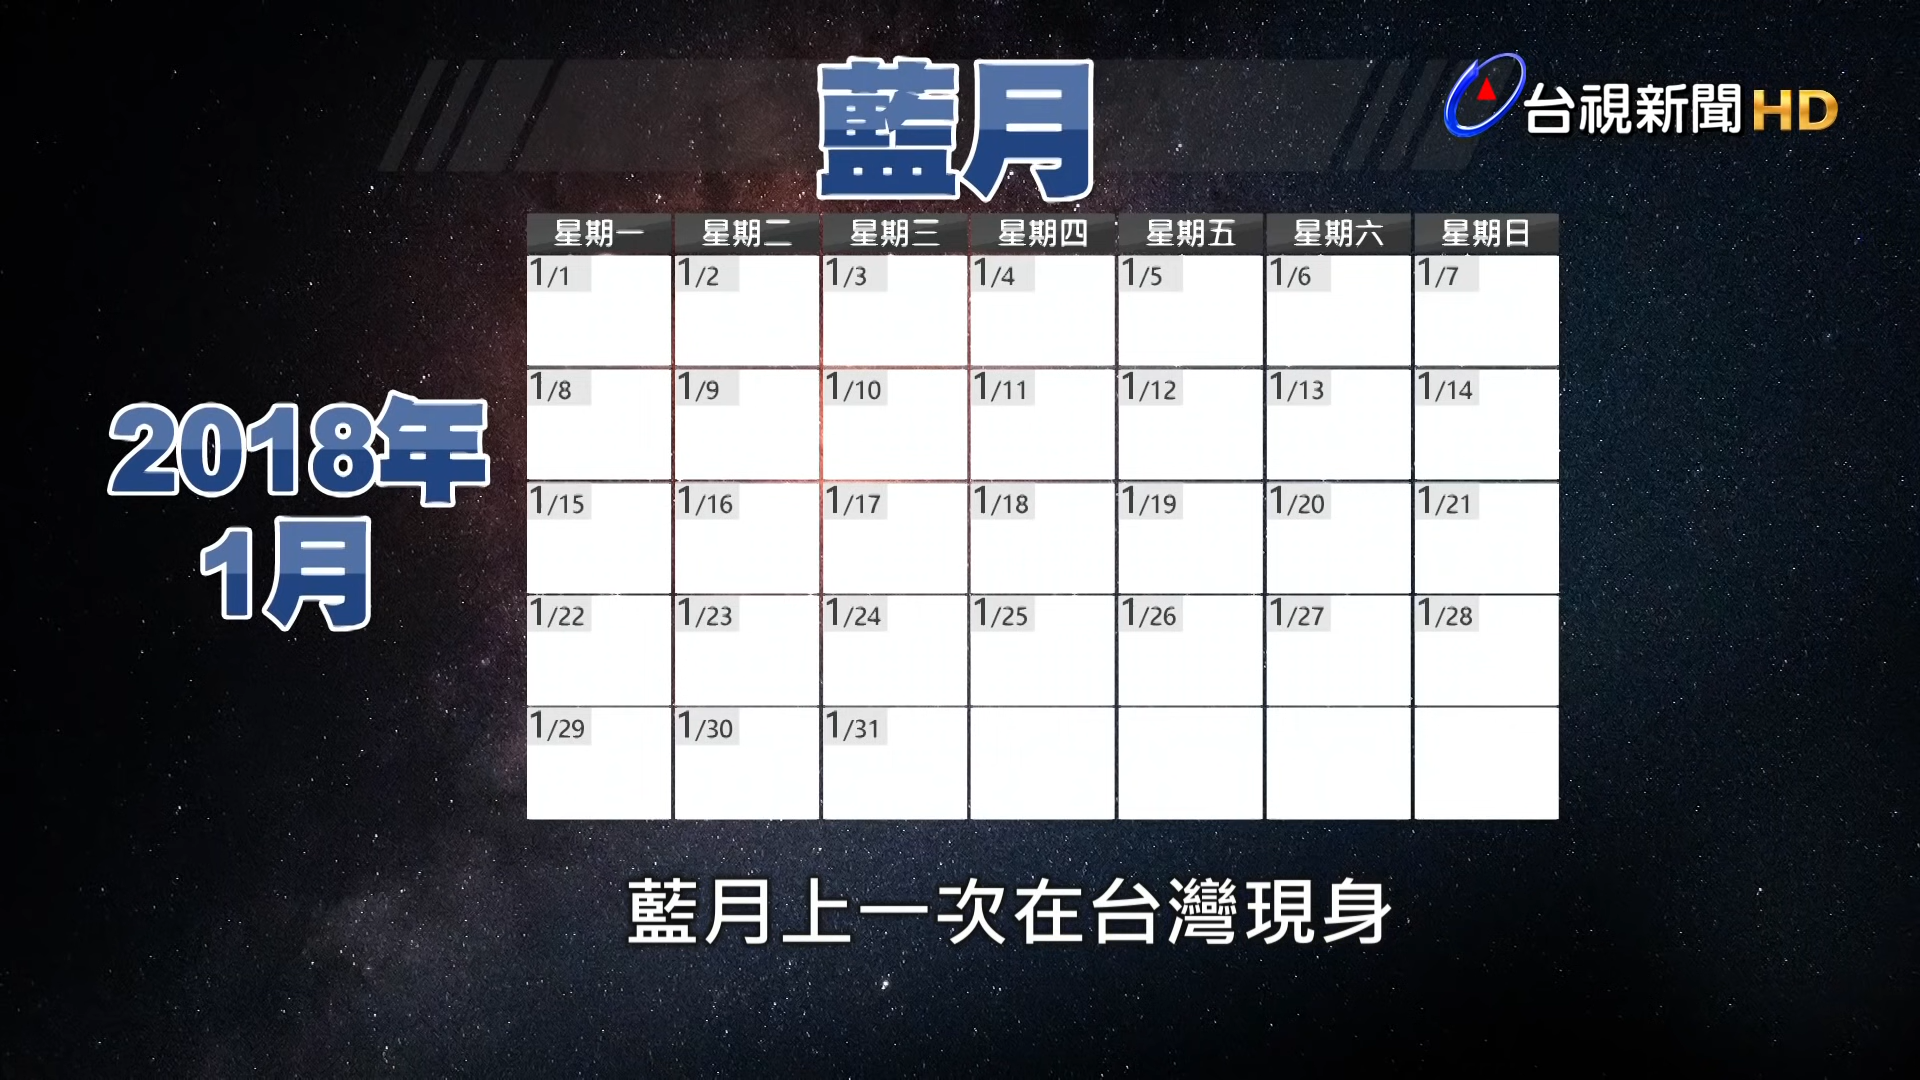 藍月
台視新聞HD
星期一 星期二 星期三 星期四 星期五 星期六 星期日
1/1 1/2 1/3 1/4 1/5 1/6 1/7
1/8 1/9 1/10 1/11 1/12 1/13 1/14
2018年
1/15 1/16 1/17 1/18 1/19 1/20 1/21
1月
1/22 1/23 1/24 1/25 1/26 1/27 1/28
1/29 1/30 1/31
藍月上一次在台灣現身